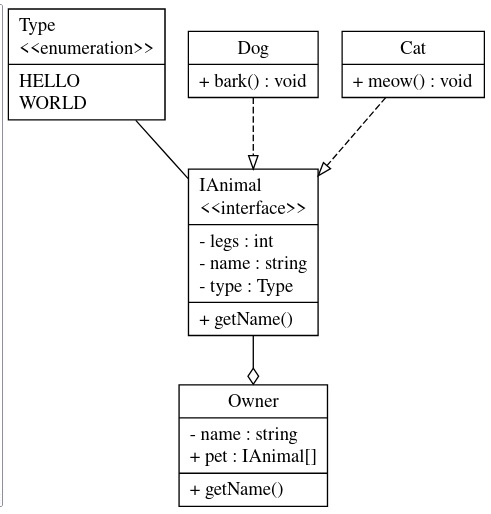 Type
<<enumeration>>
HELLO
WORLD
Dog
+ bark() : void
Cat
+ meow() : void
IAnimal
<<interface>>
- legs : int
- name : string
- type : Type
+ getName()
Owner
- name : string
+ pet : IAnimal[]
+ getName()